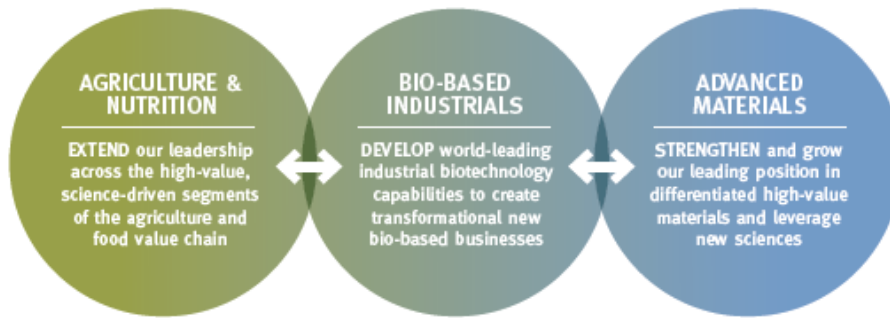 AGRICULTURE &
NUTRITION
EXTEND our leadership
across the high-value,
science-driven segments
of the agriculture and
food value chain
BIO-BASED
INDUSTRIALS
DEVELOP world-leading
industrial biotechnology
capabilities to create
transformational new
bio-based businesses
ADVANCED
MATERIALS
STRENGTHEN and grow
our leading position in
differentiated high-value
materials and leverage
new sciences